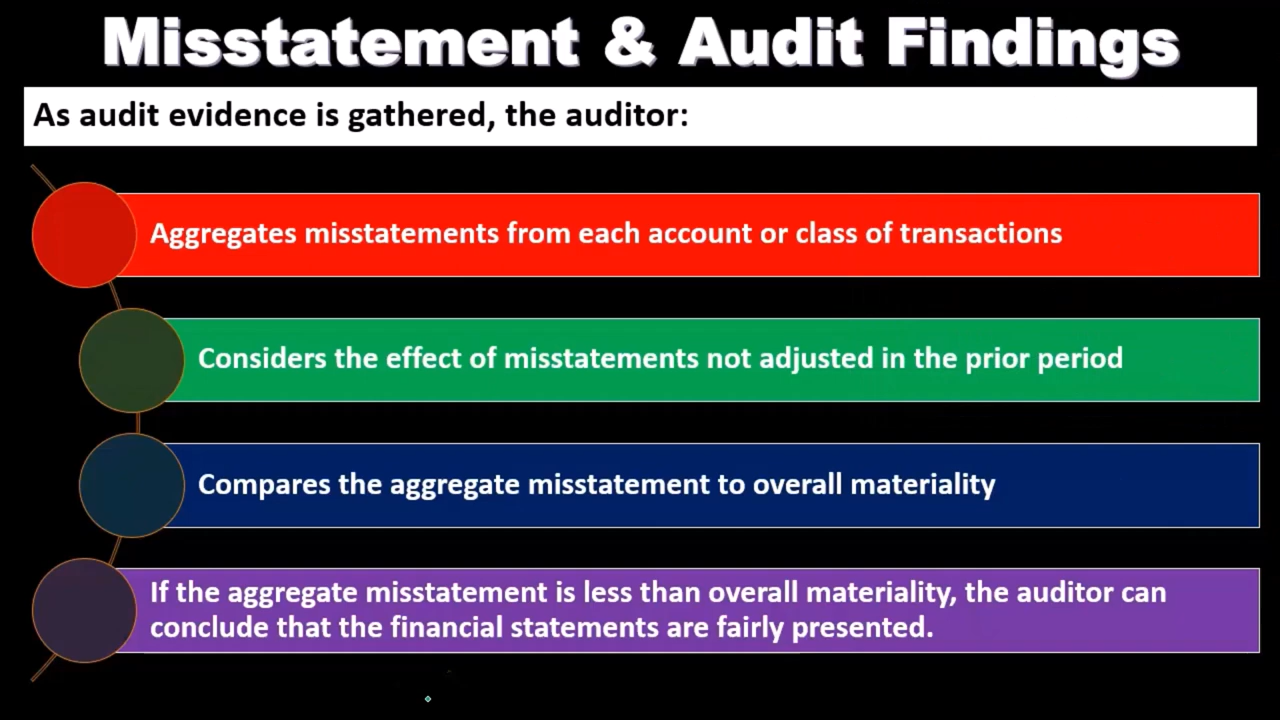 Misstatement & Audit Findings
As audit evidence is gathered, the auditor:
Aggregates misstatements from each account or class of transactions
Considers the effect of misstatements not adjusted in the prior period
Compares the aggregate misstatement to overall materiality
If the aggregate misstatement is less than overall materiality, the auditor can
conclude that the financial statements are fairly presented.